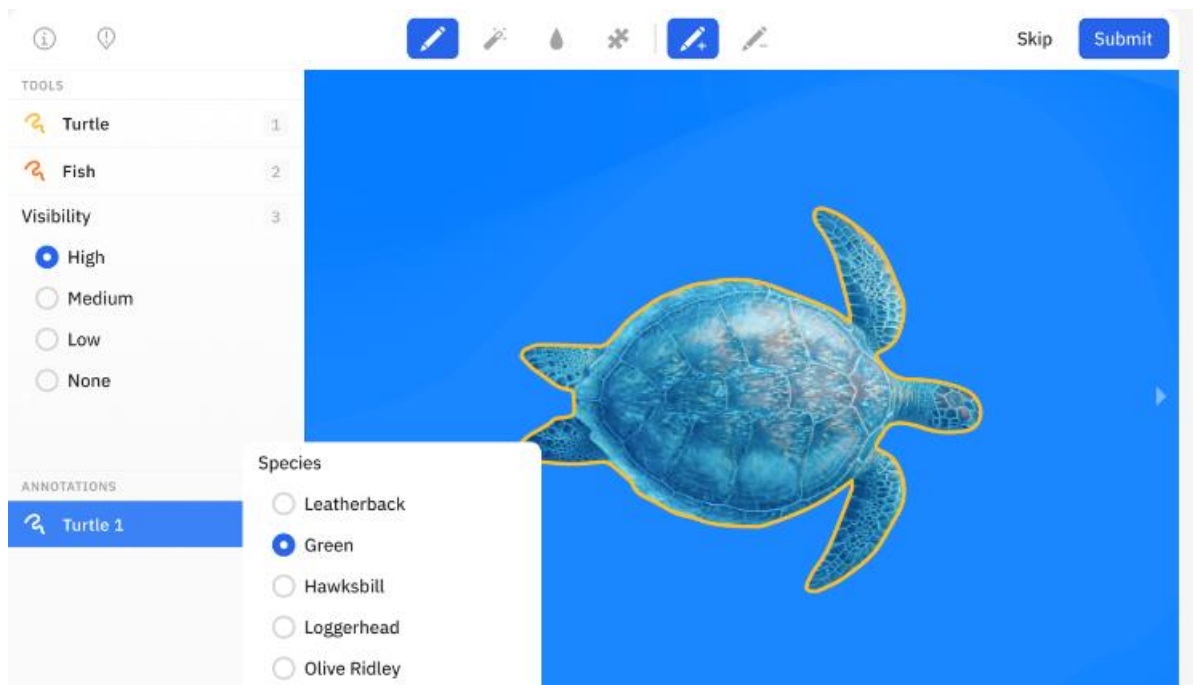 Skip
Submit
TOOLS
Turtle 1
Fish 2
Visibility 3
High
Medium
Low
None
ANNOTATIONS
Turtle 1
Species
Leatherback
Green
Hawksbill
Loggerhead
Olive Ridley